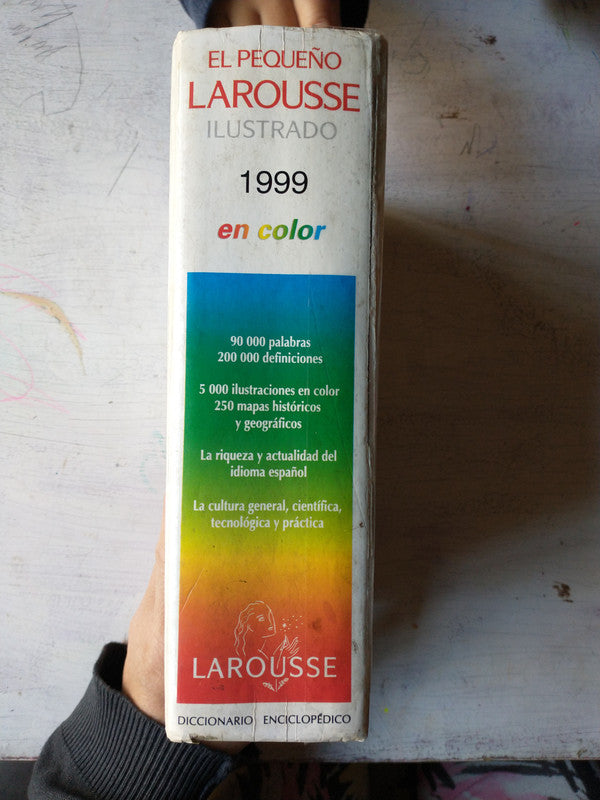 EL PEQUEÑO
LAROUSSE
ILUSTRADO
1999
en color
90 000 palabras
200 000 definiciones
5 000 ilustraciones en color
250 mapas históricos
y geográficos
La riqueza y actualidad del
idioma español
La cultura general, científica,
tecnológica y práctica
LAROUSSE
DICCIONARIO ENCICLOPÉDICO